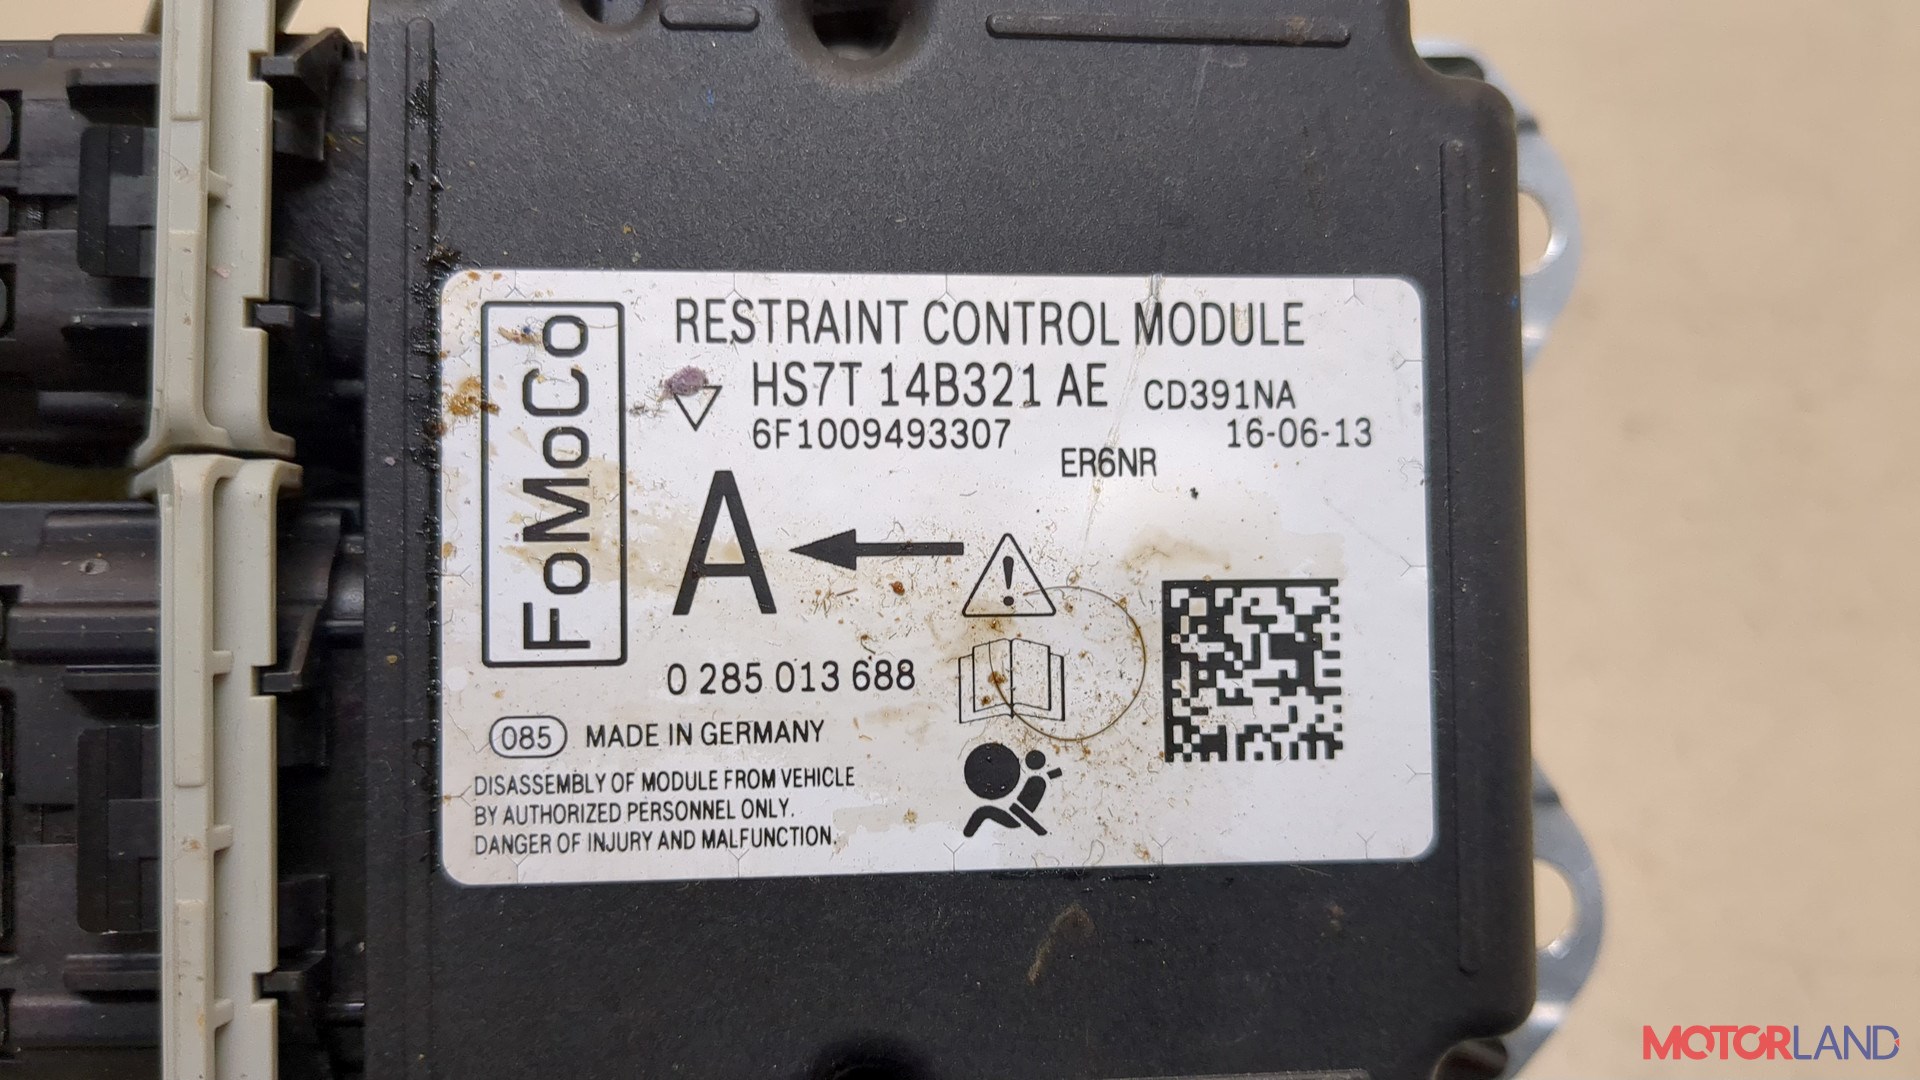 RESTRAINT CONTROL MODULE
FoMoCo
HS7T 14B321 AE CD391NA
6F1009493307 16-06-13
ER6NR
A
0 285 013 688
085 MADE IN GERMANY
DISASSEMBLY OF MODULE FROM VEHICLE
BY AUTHORIZED PERSONNEL ONLY.
DANGER OF INJURY AND MALFUNCTION.
MOTORLAND